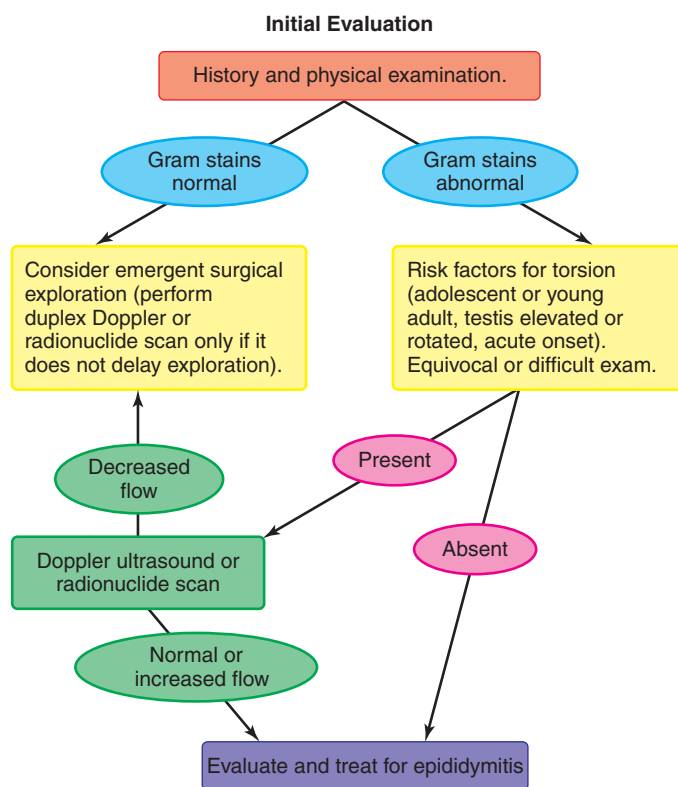 Initial Evaluation
History and physical examination.
Gram stains
normal
Gram stains
abnormal
Consider emergent surgical
exploration (perform
duplex Doppler or
radionuclide scan only if it
does not delay exploration).
Risk factors for torsion
(adolescent or young
adult, testis elevated or
rotated, acute onset).
Equivocal or difficult exam.
Decreased
flow
Present
Doppler ultrasound or
radionuclide scan
Absent
Normal or
increased flow
Evaluate and treat for epididymitis